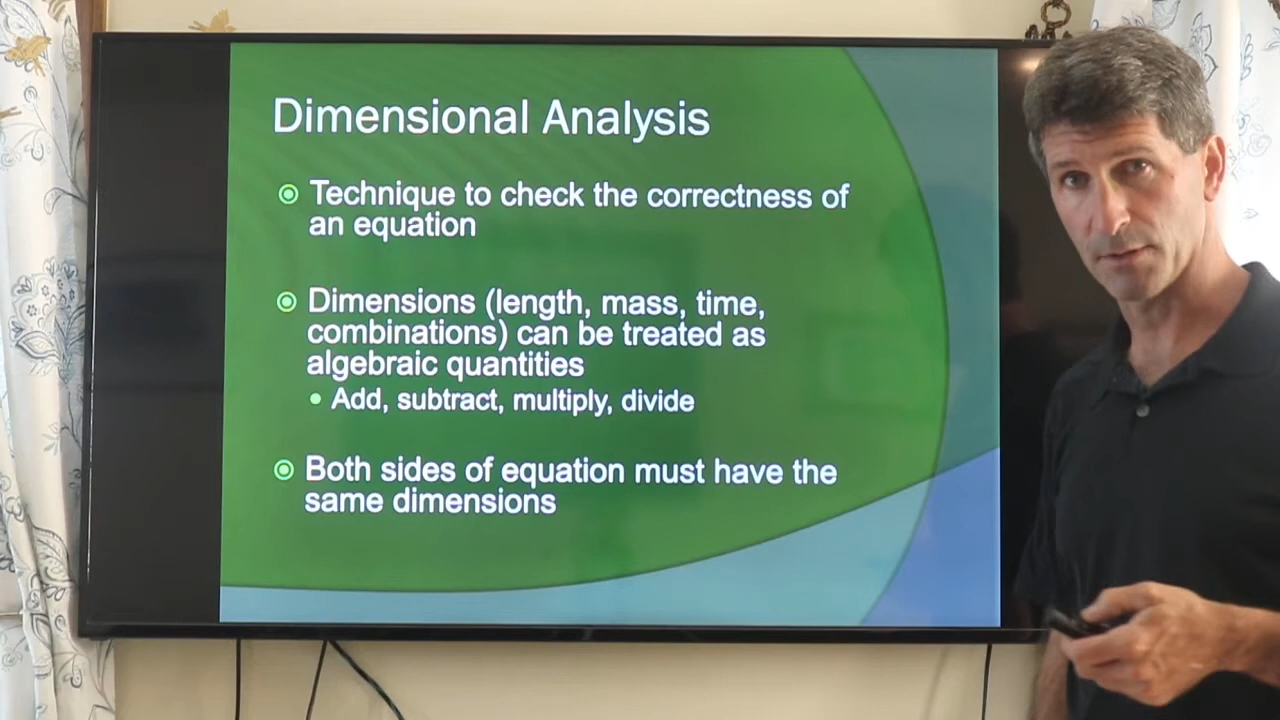 Dimensional Analysis
Technique to check the correctness of
an equation
Dimensions (length, mass, time,
combinations) can be treated as
algebraic quantities
Add, subtract, multiply, divide
Both sides of equation must have the
same dimensions